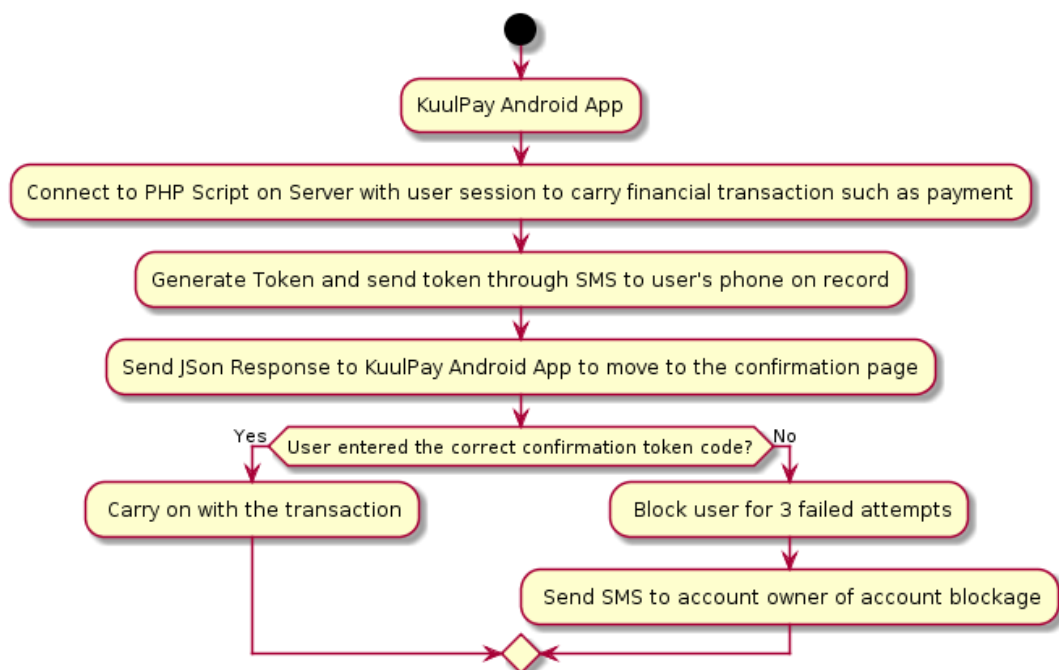 KuulPay Android App
Connect to PHP Script on Server with user session to carry financial transaction such as payment
Generate Token and send token through SMS to user's phone on record
Send JSon Response to KuulPay Android App to move to the confirmation page
Yes
User entered the correct confirmation token code?
No
Carry on with the transaction
Block user for 3 failed attempts
Send SMS to account owner of account blockage